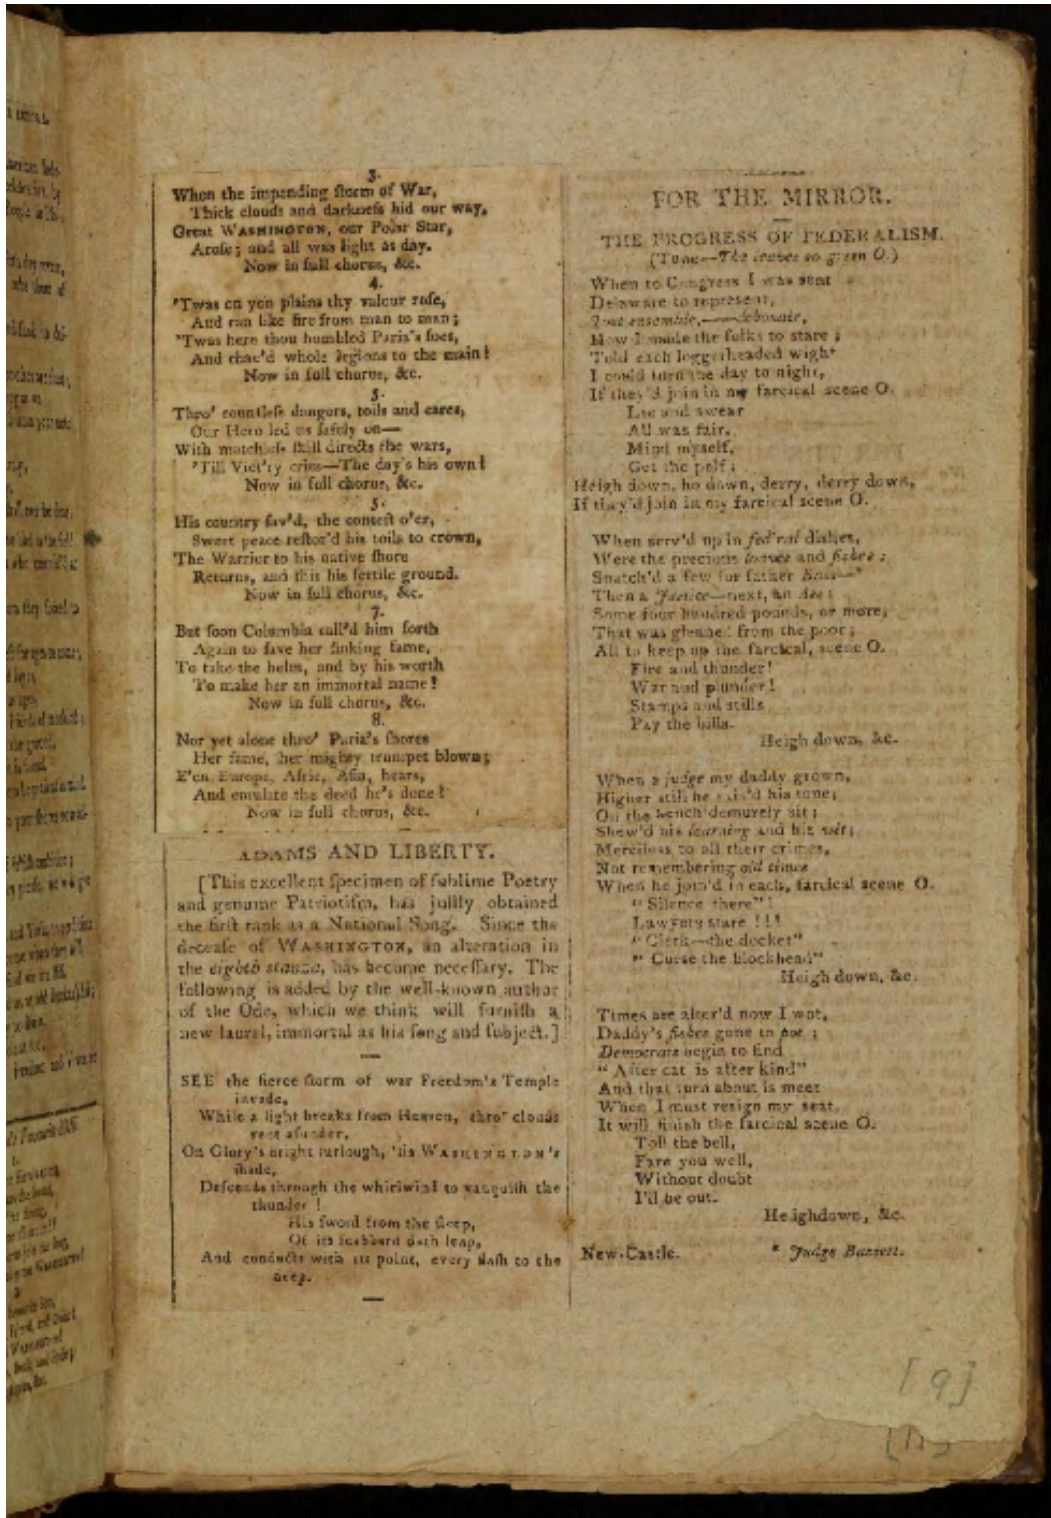 3.
When the impending ſtorm of War,
Thick clouds and darkneſs hid our way,
Great WASHINGTON, our Polar Star,
Aroſe; and all was light as day.
Now in full chorus, &c.
4.
'Twas on yon plains thy valour roſe,
And ran like fire from man to man;
'Twas here thou humbled Paria's foes,
And chac'd whole legions to the main!
Now in full chorus, &c.
5.
Thro' countleſs dangers, toils and cares,
Our Hero led us ſafely on—
With matchleſs ſkill directs the wars,
'Till Vict'ry cries—The day's his own!
Now in full chorus, &c.
5.
His country ſav'd, the conteſt o'er,
Sweet peace reſtor'd his toils to crown,
The Warrior to his native ſhore
Returns, and tills his fertile ground.
Now in full chorus, &c.
7.
But ſoon Columbia call'd him forth
Again to ſave her ſinking fame,
To take the helm, and by his worth
To make her an immortal name!
Now in full chorus, &c.
8.
Nor yet alone thro' Paria's ſhores
Her fame, her mighty trumpet blown;
E'en Europe, Afric, Aſia, hears,
And emulate the deed he's done!
Now in full chorus, &c.
ADAMS AND LIBERTY.
[This excellent ſpecimen of ſublime Poetry
and genuine Patriotiſm, has juſtly obtained
the firſt rank as a National Song. Since the
deceaſe of WASHINGTON, an alteration in
the eighth stanza, has become neceſſary. The
following is added by the well-known author
of the Ode, which we think will furniſh a
new laurel, immortal as his ſong and ſubject.]
SEE the fierce ſtorm of war Freedom's Temple
invade,
While a light breaks from Heaven, thro' clouds
rent aſunder,
On Glory's bright furlough, 'tis WASHINGTON's
ſhade,
Deſcends through the whirlwind to vanquiſh the
thunder!
His ſword from the ſleep,
Of its ſcabbard doth leap,
And conducts with its point, every flaſh to the
deep.
FOR THE MIRROR.
THE PROGRESS OF FEDERALISM.
(Tune—The leaves so green O.)
When to Congress I was sent
Delaware to represent,
Tout ensemble,——debonair,
How I made the folks to stare;
Told each loggerheaded wight
I could turn the day to night,
If they'd join in my farcical scene O.
Lie and swear
All was fair,
Mind myself,
Get the pelf;
Heigh down, ho down, derry, derry down,
If they'd join in my farcical scene O.
When serv'd up in fed'ral dishes,
Were the precious loaves and fishes;
Snatch'd a few for father
Then a Justice—next, an
Some four hundred pounds, or more,
That was gleaned from the poor;
All to keep up the farcical, scene O.
Fire and thunder!
War and plunder!
Stamps and stills
Pay the bills.
Heigh down, &c.
When a judge my daddy grown,
Higher still he rais'd his tone;
On the bench demurely sit;
Shew'd his learning and his wit;
Merciless to all their crimes,
Not remembering old times
When he join'd in each, farcical scene O.
"Silence there"!
Lawyers stare !!!
"Clerk—the docket"
"Curse the blockhead"
Heigh down, &c.
Times are alter'd now I wot,
Daddy's fishes gone to pot;
Democrats begin to find
"After cat is after kind"
And that turn about is meet
When I must resign my seat,
It will finish the farcical scene O.
Toll the bell,
Fare you well,
Without doubt
I'll be out.
Heighdown, &c.
New-Castle.
* Judge Bassett.
[9]